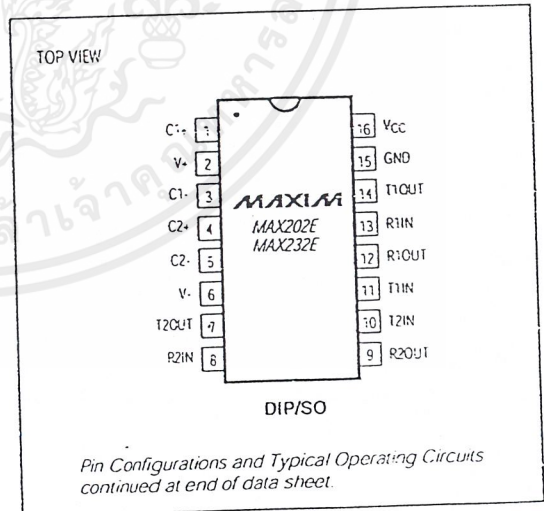 TOP VIEW
C1+ 1
V+ 2
C1- 3
C2+ 4
C2- 5
V- 6
T2OUT 7
R2IN 8
16 VCC
15 GND
14 T1OUT
13 R1IN
12 R1OUT
11 T1IN
10 T2IN
9 R2OUT
MAXIM
MAX202E
MAX232E
DIP/SO
Pin Configurations and Typical Operating Circuits
continued at end of data sheet.